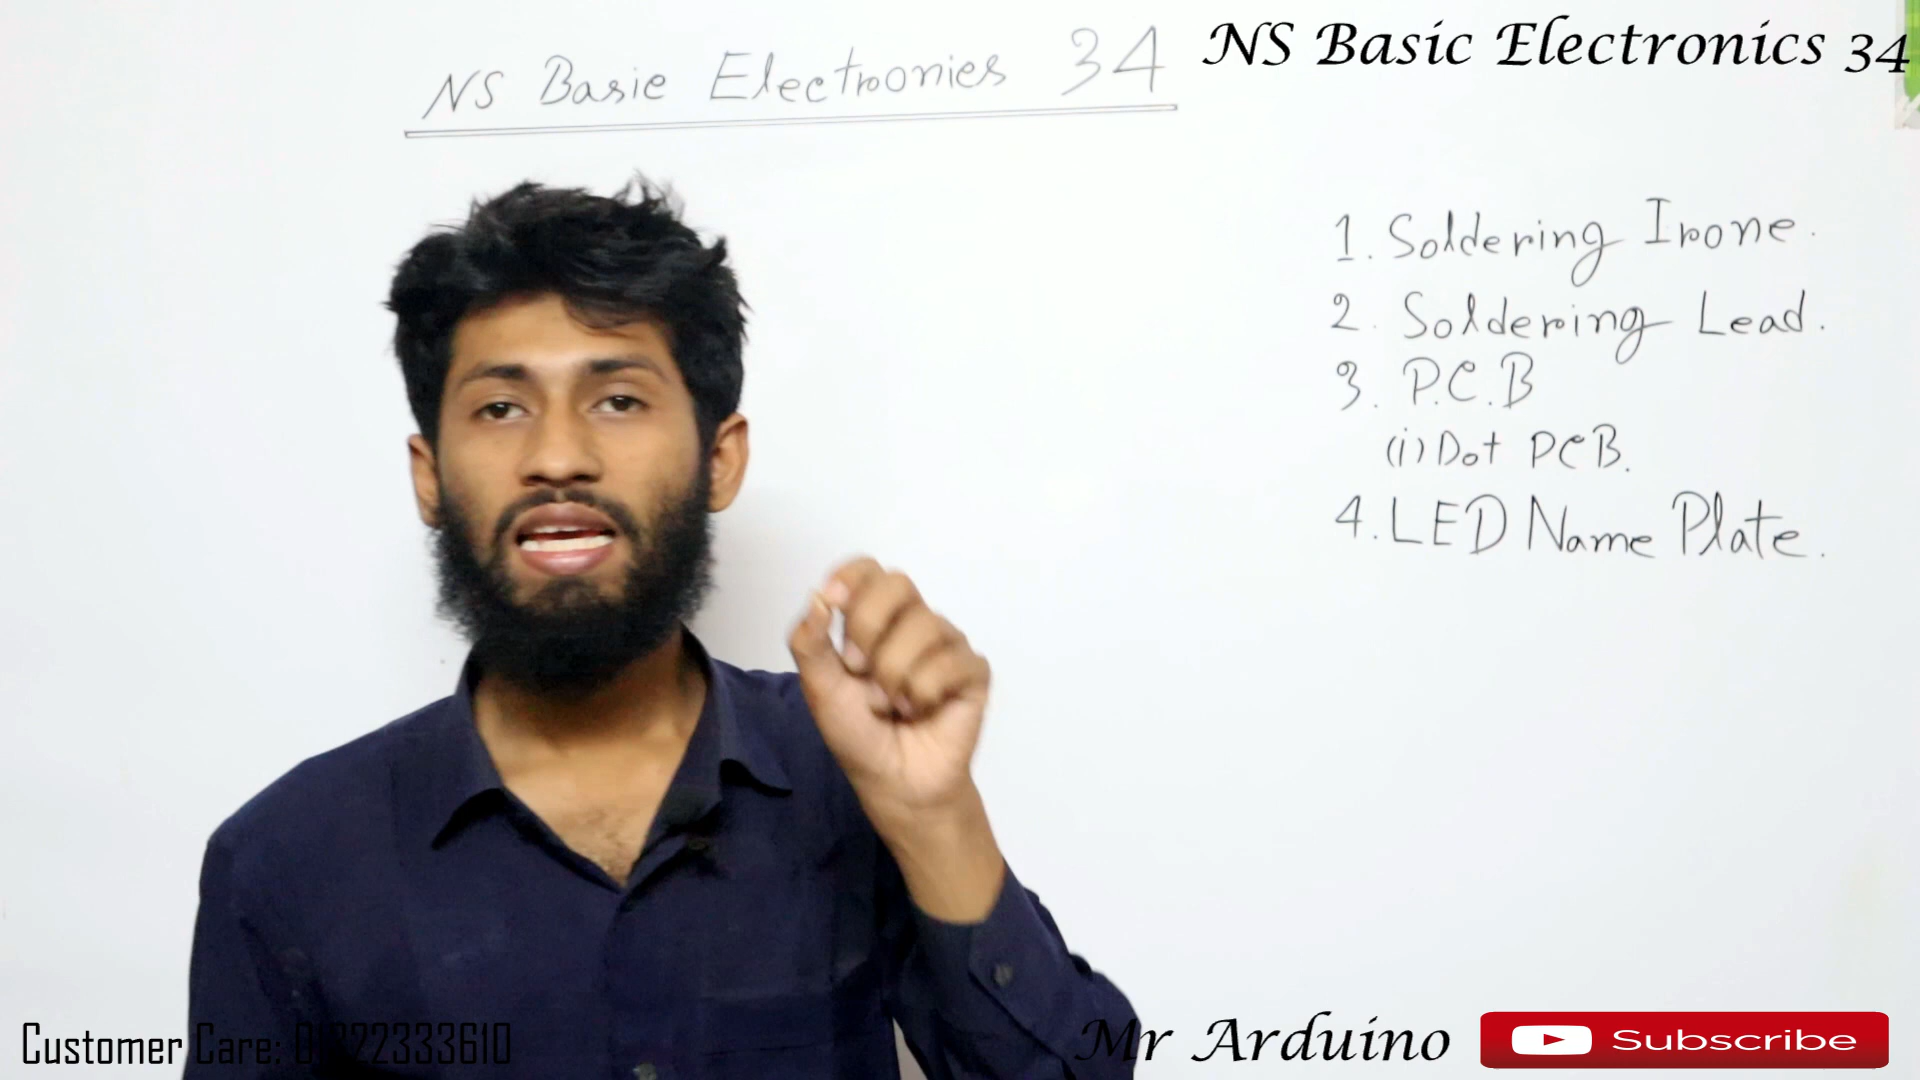 NS Basic Electronics 34
NS Basic Electronics 34
1. Soldering Irone.
2. Soldering Lead.
3. P.C.B
(i) Dot PCB.
4. LED Name Plate.
Customer Care: 01322333610
Mr Arduino
Subscribe